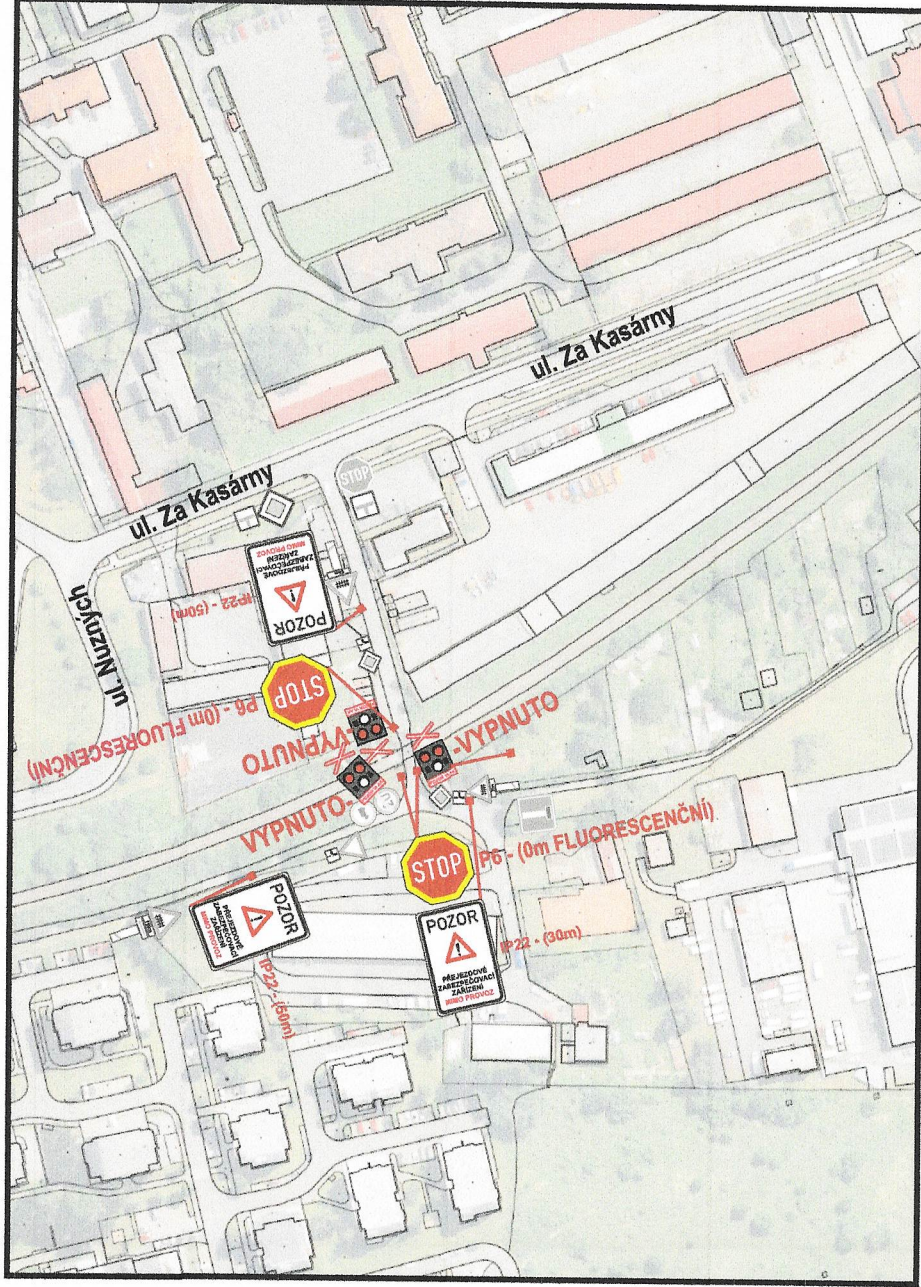 ul. Nuzných
ul. Za Kasárny
ul. Za Kasárny
STOP
POZOR
PŘEJEZDOVÉ
ZABEZPEČOVACÍ
ZAŘÍZENÍ
MIMO PROVOZ
IP22 - (50m)
STOP
P6 - (0m FLUORESCENČNÍ)
VYPNUTO-
-VYPNUTO
VYPNUTO-
STOP
P6 - (0m FLUORESCENČNÍ)
POZOR
PŘEJEZDOVÉ
ZABEZPEČOVACÍ
ZAŘÍZENÍ
MIMO PROVOZ
IP22 - (50m)
POZOR
PŘEJEZDOVÉ
ZABEZPEČOVACÍ
ZAŘÍZENÍ
MIMO PROVOZ
IP22 - (30m)